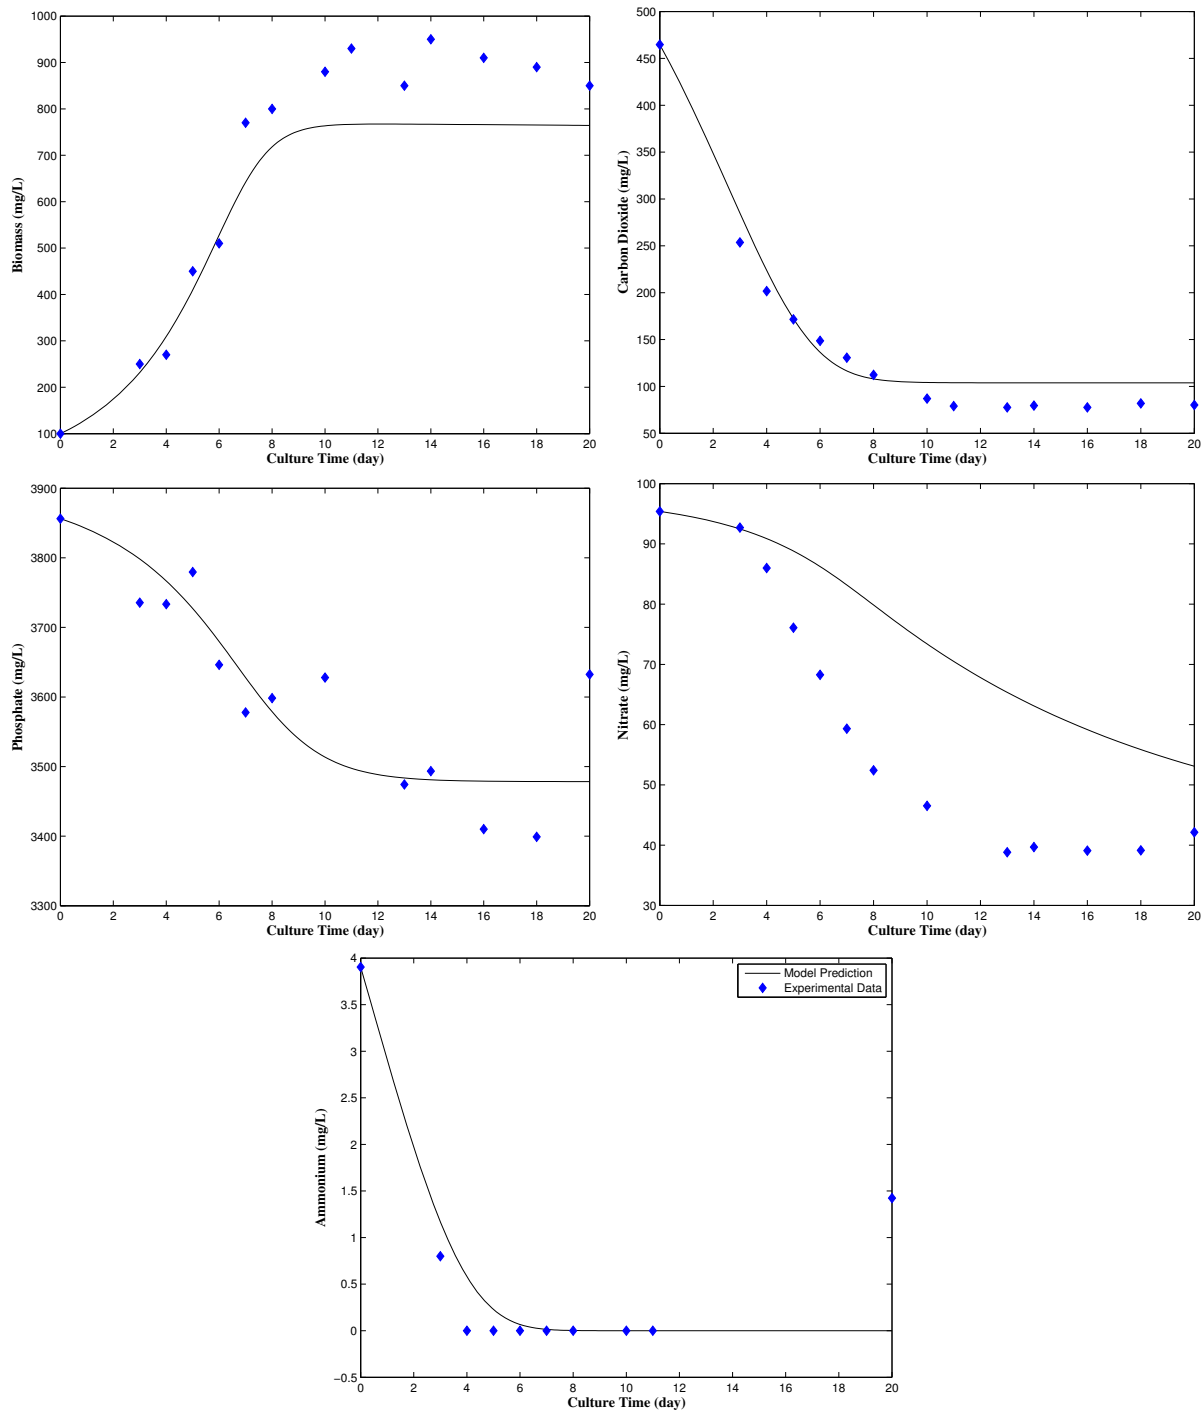 1000
900
800
700
600
500
400
300
200
100
Biomass (mg/L)
0 2 4 6 8 10 12 14 16 18 20
Culture Time (day)
500
450
400
350
300
250
200
150
100
50
Carbon Dioxide (mg/L)
0 2 4 6 8 10 12 14 16 18 20
Culture Time (day)
3900
3800
3700
3600
3500
3400
3300
Phosphate (mg/L)
0 2 4 6 8 10 12 14 16 18 20
Culture Time (day)
100
90
80
70
60
50
40
30
Nitrate (mg/L)
0 2 4 6 8 10 12 14 16 18 20
Culture Time (day)
4
3.5
3
2.5
2
1.5
1
0.5
0
−0.5
Ammonium (mg/L)
Model Prediction
Experimental Data
0 2 4 6 8 10 12 14 16 18 20
Culture Time (day)